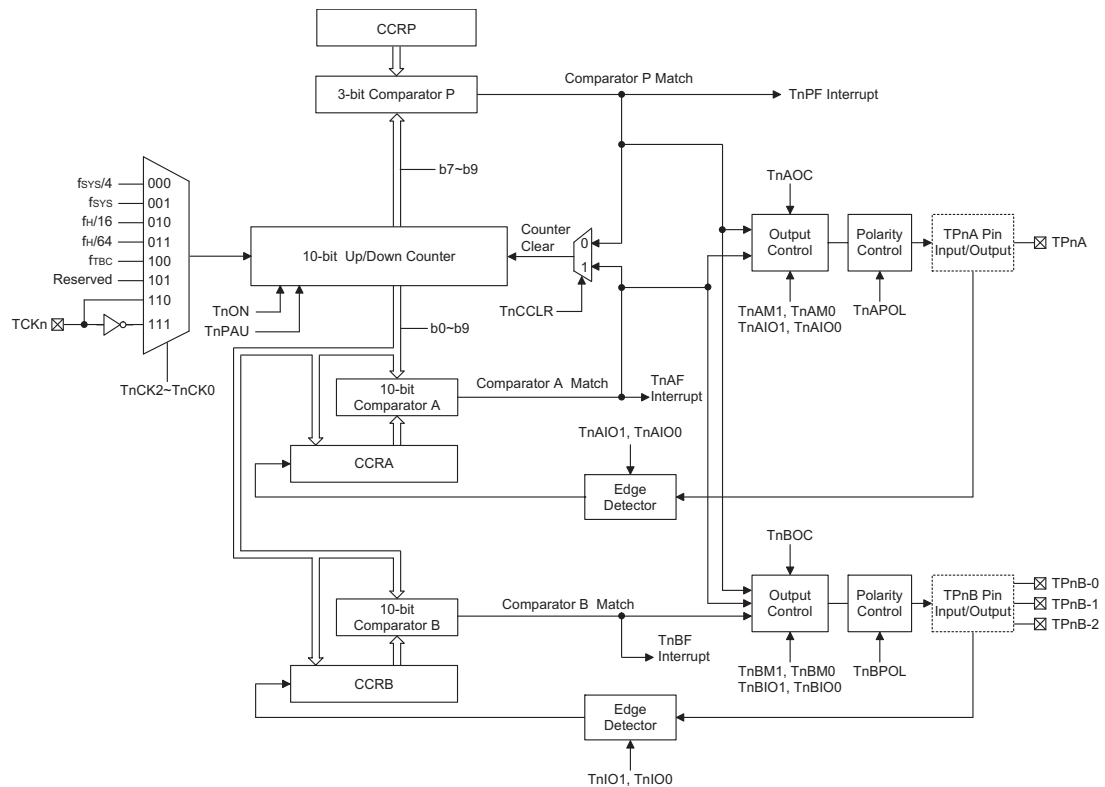 CCRP
3-bit Comparator P
Comparator P Match
TnPF Interrupt
b7~b9
fSYS/4
000
fSYS
001
fH/16
010
fH/64
011
fTBC
100
Reserved
101
110
TCKn
111
TnCK2~TnCK0
10-bit Up/Down Counter
TnON
TnPAU
Counter
Clear
0
1
TnCCLR
b0~b9
TnAOC
Output
Control
TnAM1, TnAM0
TnAIO1, TnAIO0
Polarity
Control
TnAPOL
TPnA Pin
Input/Output
TPnA
10-bit
Comparator A
Comparator A Match
TnAF
Interrupt
CCRA
TnAIO1, TnAIO0
Edge
Detector
TnBOC
Output
Control
TnBM1, TnBM0
TnBIO1, TnBIO0
Polarity
Control
TnBPOL
TPnB Pin
Input/Output
TPnB-0
TPnB-1
TPnB-2
10-bit
Comparator B
Comparator B Match
TnBF
Interrupt
CCRB
Edge
Detector
TnIO1, TnIO0